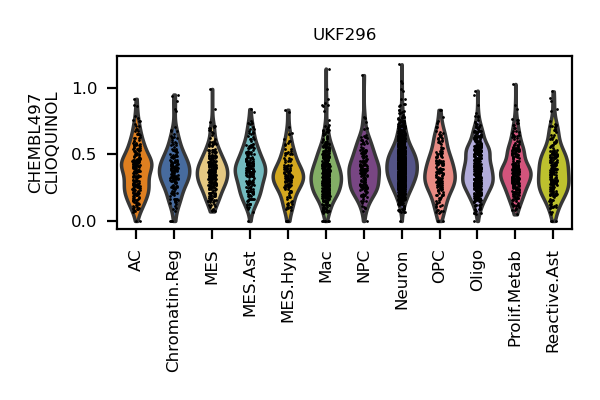 UKF296
CHEMBL497
CLIOQUINOL
1.0
0.5
0.0
AC
Chromatin.Reg
MES
MES.Ast
MES.Hyp
Mac
NPC
Neuron
OPC
Oligo
Prolif.Metab
Reactive.Ast